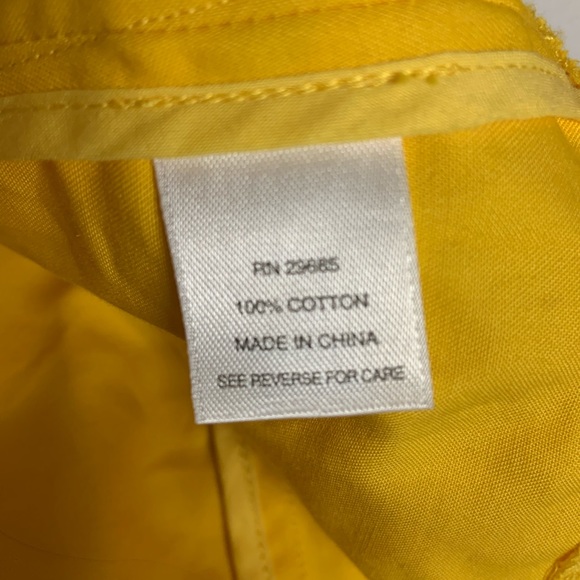 RN 29685
100% COTTON
MADE IN CHINA
SEE REVERSE FOR CARE